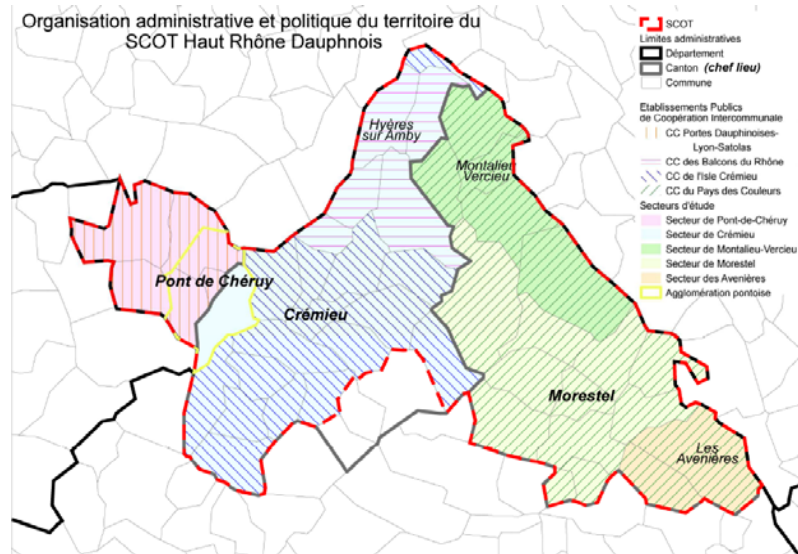 Organisation administrative et politique du territoire du
SCOT Haut Rhône Dauphnois
SCOT
Limites administratives
Département
Canton (chef lieu)
Commune
Etablissements Publics
de Coopération Intercommunale
CC Portes Dauphinoises-
Lyon-Satolas
CC des Balcons du Rhône
CC de l'Isle Crémieu
CC du Pays des Couleurs
Secteurs d'étude
Secteur de Pont-de-Chéruy
Secteur de Crémieu
Secteur de Montalieu-Vercieu
Secteur de Morestel
Secteur des Avenières
Agglomération pontoise
Hyères
sur Amby
Montalieu
Vercieu
Pont de Chéruy
Crémieu
Morestel
Les
Avenières